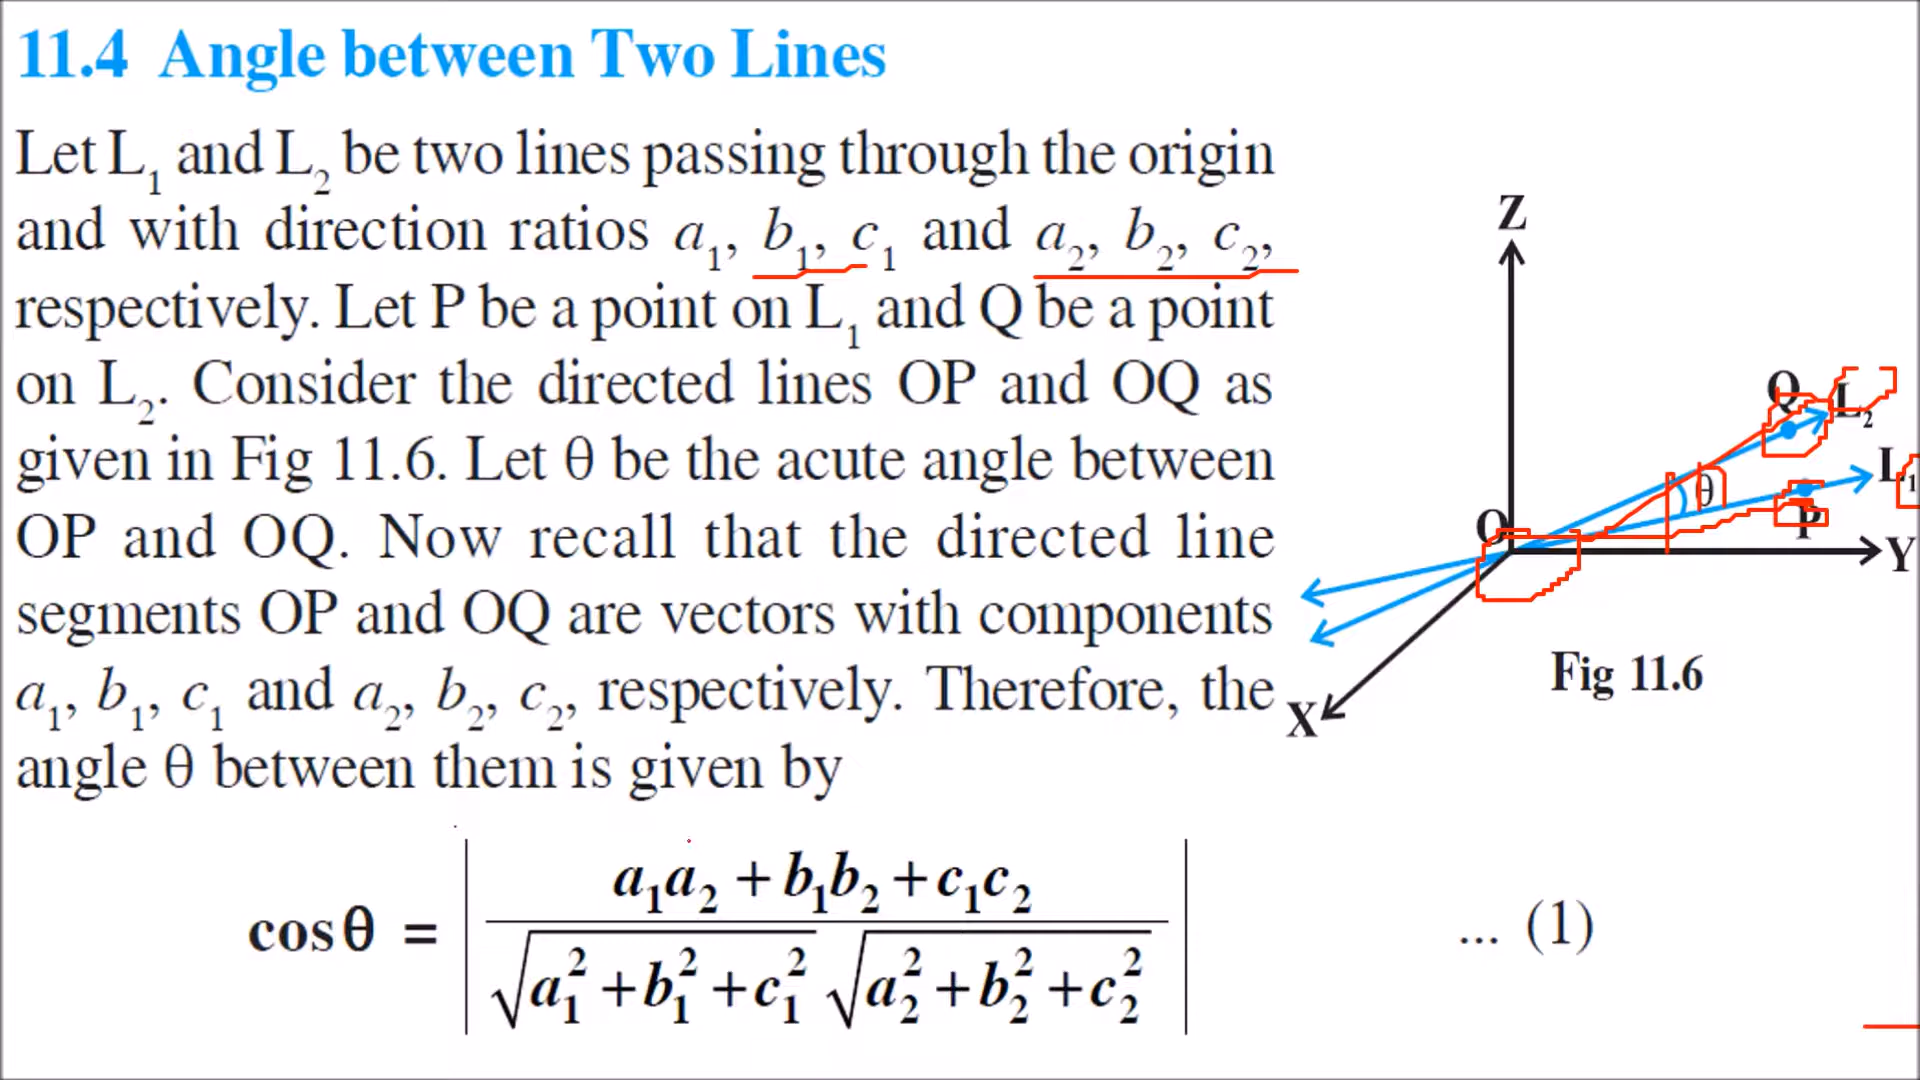 11.4 Angle between Two Lines
Let L₁ and L₂ be two lines passing through the origin
and with direction ratios a₁, b₁, c₁ and a₂, b₂, c₂,
respectively. Let P be a point on L₁ and Q be a point
on L₂. Consider the directed lines OP and OQ as
given in Fig 11.6. Let θ be the acute angle between
OP and OQ. Now recall that the directed line
segments OP and OQ are vectors with components
a₁, b₁, c₁ and a₂, b₂, c₂, respectively. Therefore, the
angle θ between them is given by
cos θ = | (a₁a₂ + b₁b₂ + c₁c₂) / (√(a₁² + b₁² + c₁²) √(a₂² + b₂² + c₂²)) | ... (1)
Z
Q
L₂
L₁
θ
P
O
Y
X
Fig 11.6